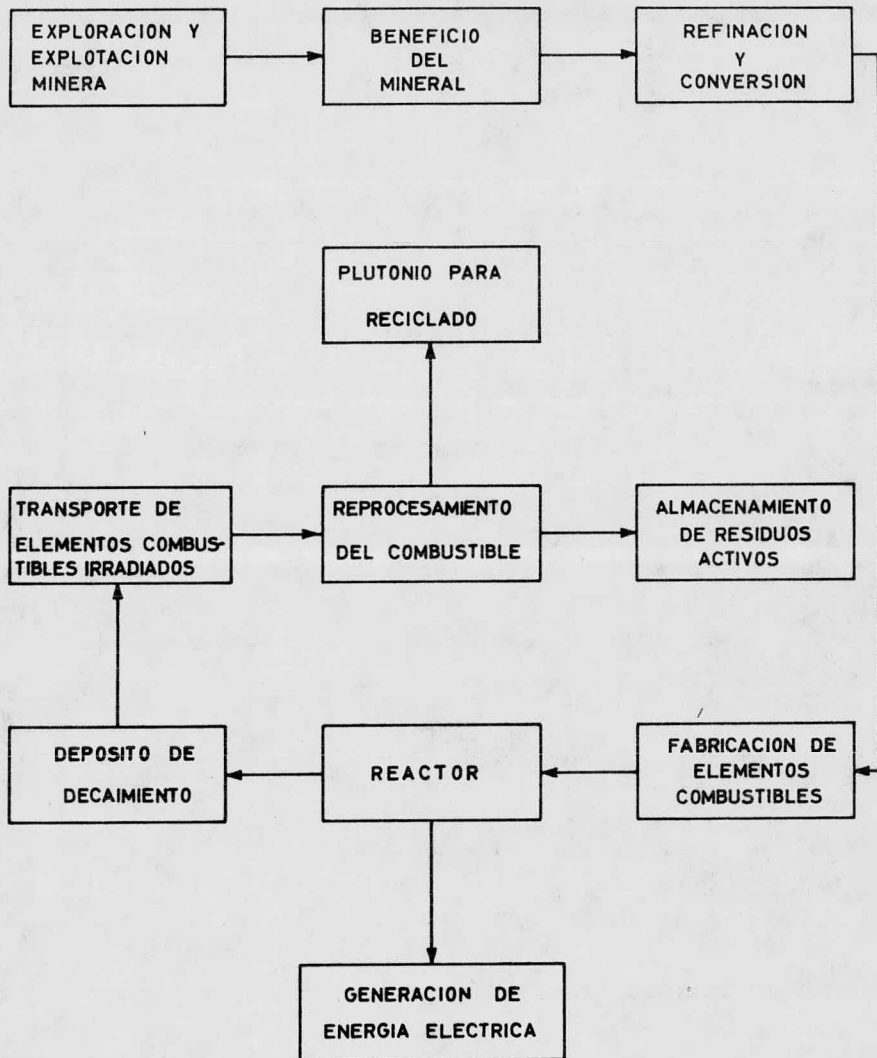 EXPLORACION Y
EXPLOTACION
MINERA
BENEFICIO
DEL
MINERAL
REFINACION
Y
CONVERSION
PLUTONIO PARA
RECICLADO
TRANSPORTE DE
ELEMENTOS COMBUS-
TIBLES IRRADIADOS
REPROCESAMIENTO
DEL COMBUSTIBLE
ALMACENAMIENTO
DE RESIDUOS
ACTIVOS
DEPOSITO DE
DECAIMIENTO
REACTOR
FABRICACION DE
ELEMENTOS
COMBUSTIBLES
GENERACION DE
ENERGIA ELECTRICA